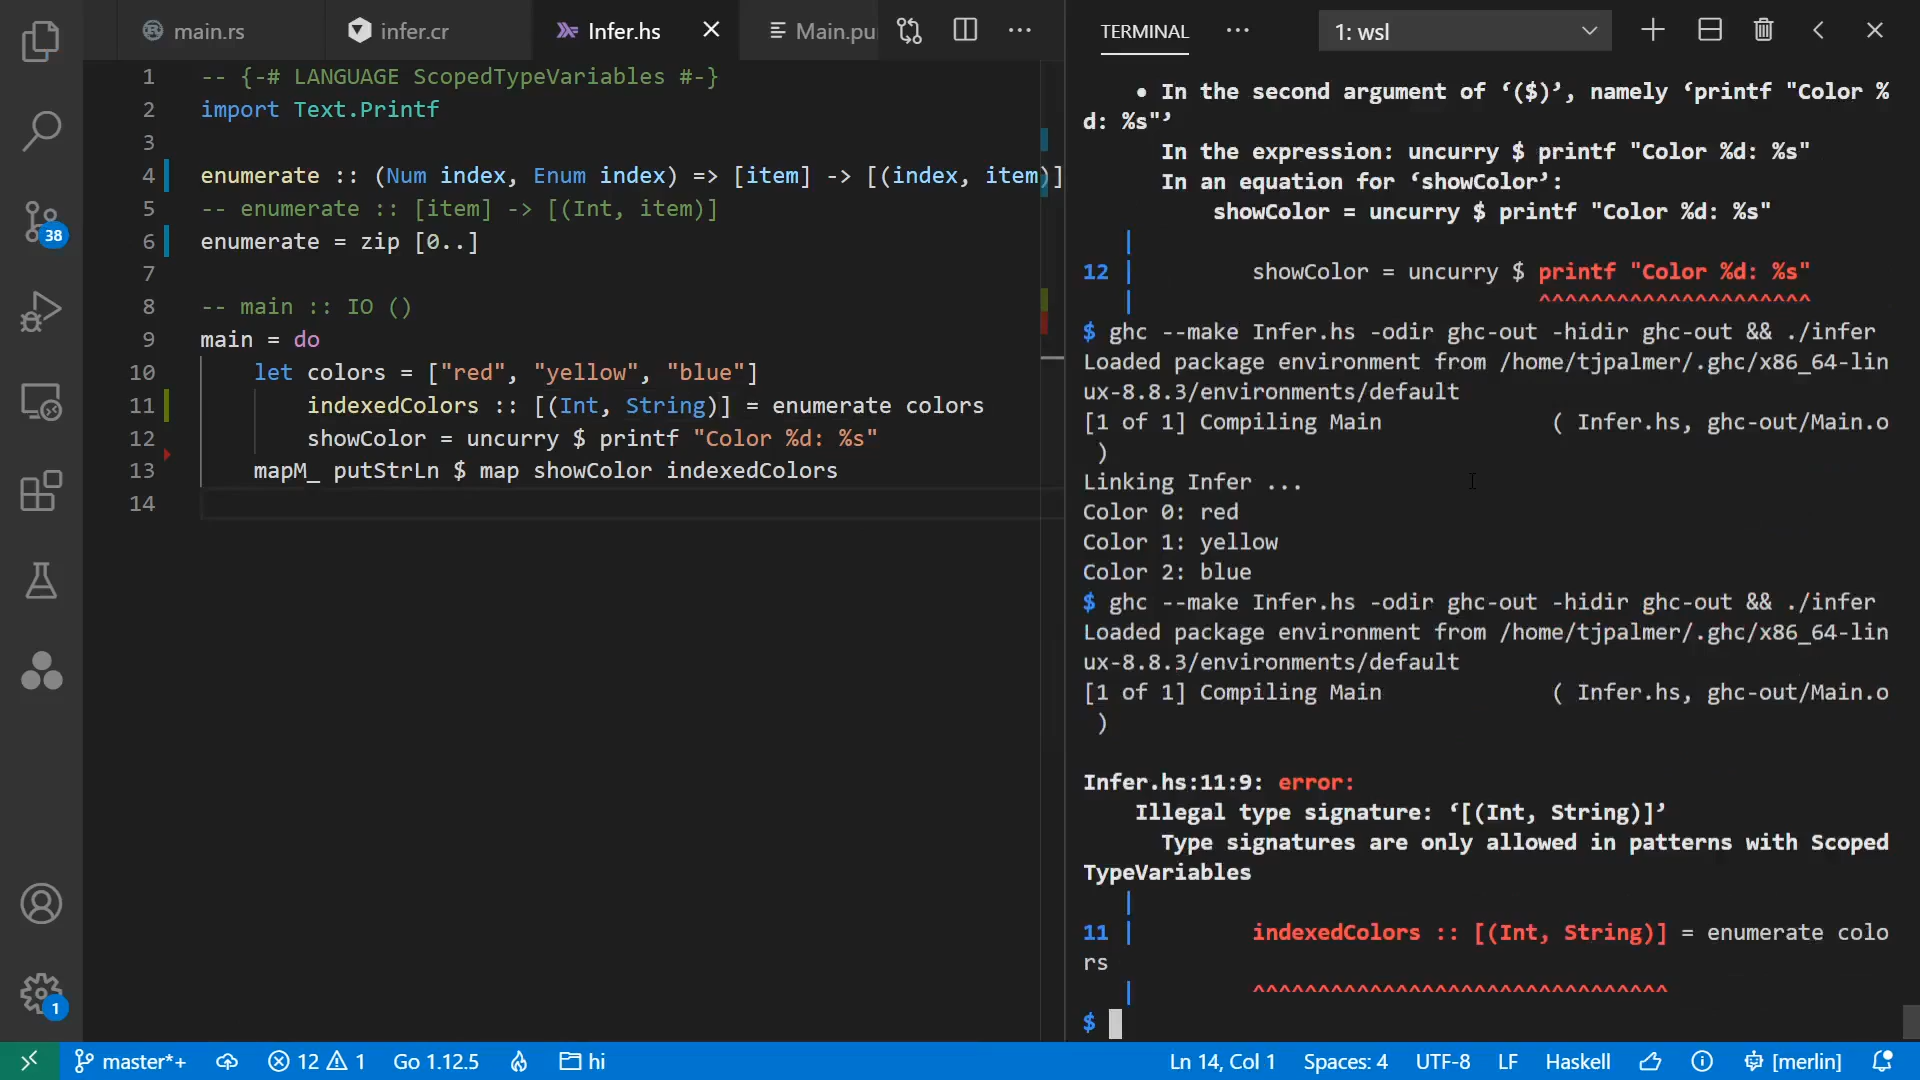 main.rs
infer.cr
Infer.hs
Main.pu
1 -- {-# LANGUAGE ScopedTypeVariables #-}
2 import Text.Printf
3
4 enumerate :: (Num index, Enum index) => [item] -> [(index, item)]
5 -- enumerate :: [item] -> [(Int, item)]
6 enumerate = zip [0..]
7
8 -- main :: IO ()
9 main = do
10 let colors = ["red", "yellow", "blue"]
11 indexedColors :: [(Int, String)] = enumerate colors
12 showColor = uncurry $ printf "Color %d: %s"
13 mapM_ putStrLn $ map showColor indexedColors
14
38
1
TERMINAL
1: wsl
• In the second argument of ‘($)’, namely ‘printf "Color %
d: %s"’
In the expression: uncurry $ printf "Color %d: %s"
In an equation for ‘showColor’:
showColor = uncurry $ printf "Color %d: %s"
|
12 | showColor = uncurry $ printf "Color %d: %s"
| ^^^^^^^^^^^^^^^^^^^^^
$ ghc --make Infer.hs -odir ghc-out -hidir ghc-out && ./infer
Loaded package environment from /home/tjpalmer/.ghc/x86_64-lin
ux-8.8.3/environments/default
[1 of 1] Compiling Main ( Infer.hs, ghc-out/Main.o
)
Linking Infer ...
Color 0: red
Color 1: yellow
Color 2: blue
$ ghc --make Infer.hs -odir ghc-out -hidir ghc-out && ./infer
Loaded package environment from /home/tjpalmer/.ghc/x86_64-lin
ux-8.8.3/environments/default
[1 of 1] Compiling Main ( Infer.hs, ghc-out/Main.o
)
Infer.hs:11:9: error:
Illegal type signature: ‘[(Int, String)]’
Type signatures are only allowed in patterns with Scoped
TypeVariables
|
11 | indexedColors :: [(Int, String)] = enumerate colo
rs
| ^^^^^^^^^^^^^^^^^^^^^^^^^^^^^^^^
$
master*+ 12 1 Go 1.12.5 hi Ln 14, Col 1 Spaces: 4 UTF-8 LF Haskell [merlin]